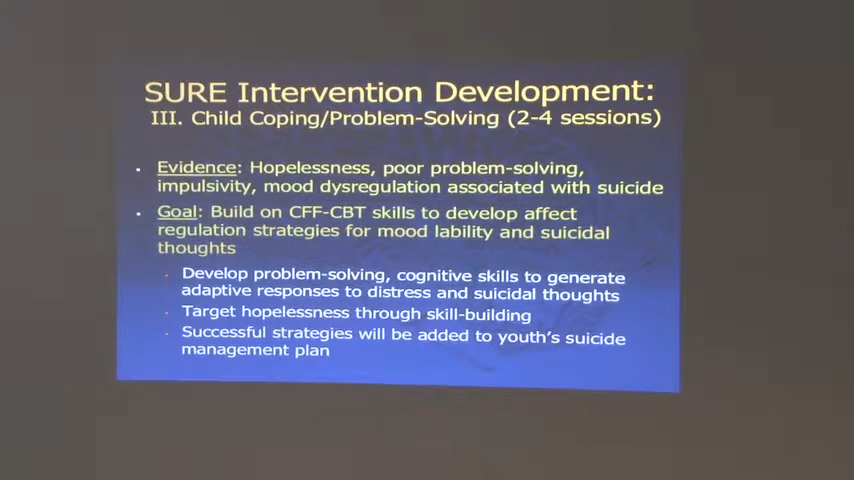 SURE Intervention Development:
III. Child Coping/Problem-Solving (2-4 sessions)
• Evidence: Hopelessness, poor problem-solving,
impulsivity, mood dysregulation associated with suicide
• Goal: Build on CFF-CBT skills to develop affect
regulation strategies for mood lability and suicidal
thoughts
• Develop problem-solving, cognitive skills to generate
adaptive responses to distress and suicidal thoughts
• Target hopelessness through skill-building
• Successful strategies will be added to youth's suicide
management plan